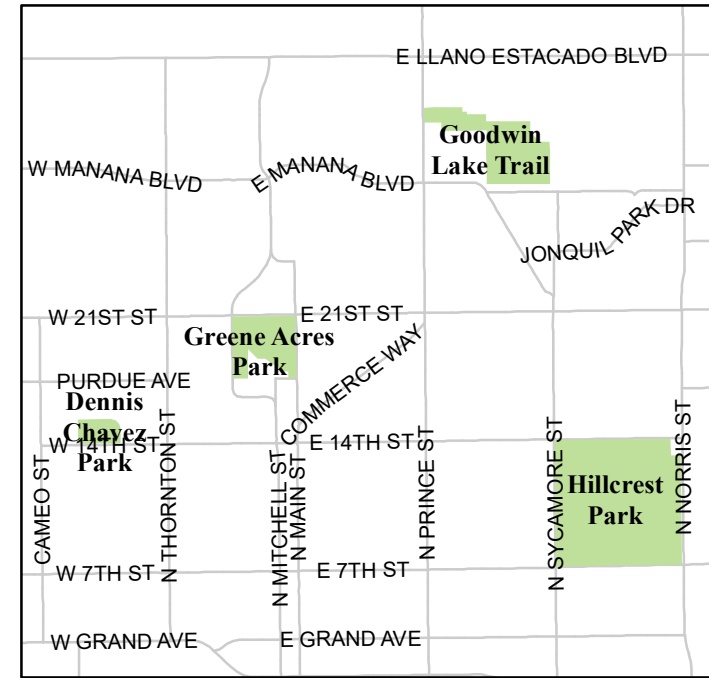 E LLANO ESTACADO BLVD
Goodwin
Lake Trail
W MANANA BLVD
E MANANA BLVD
JONQUIL PARK DR
W 21ST ST
E 21ST ST
Greene Acres
Park
COMMERCE WAY
PURDUE AVE
Dennis
Chavez
Park
W 14TH ST
E 14TH ST
Hillcrest
Park
CAMEO ST
N THORNTON ST
N MITCHELL ST
N MAIN ST
N PRINCE ST
N SYCAMORE ST
N NORRIS ST
W 7TH ST
E 7TH ST
W GRAND AVE
E GRAND AVE